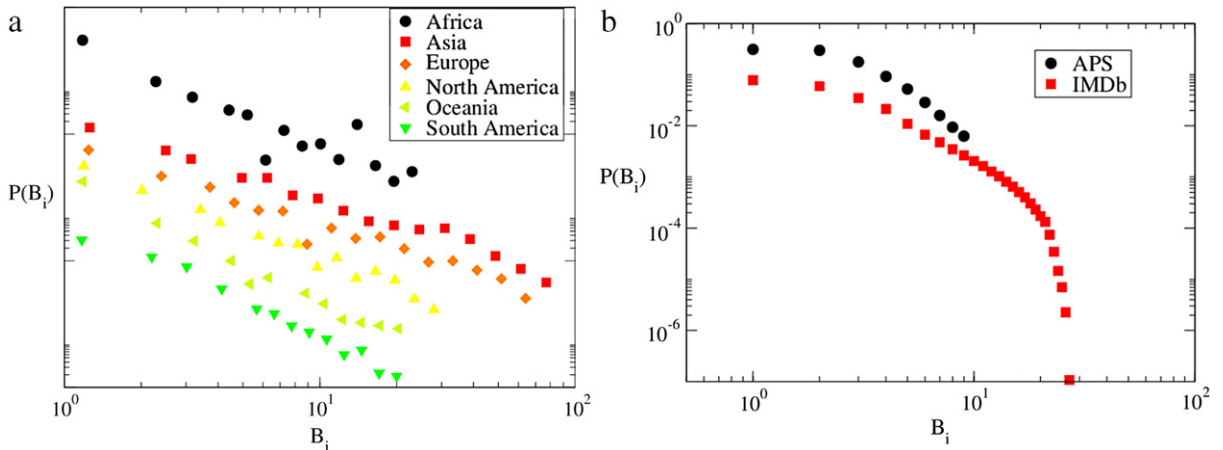 a
Africa
Asia
Europe
North America
Oceania
South America
P(B_i)
10^0
10^1
10^2
B_i
b
APS
IMDb
10^0
10^-2
P(B_i)
10^-4
10^-6
10^0
10^1
10^2
B_i